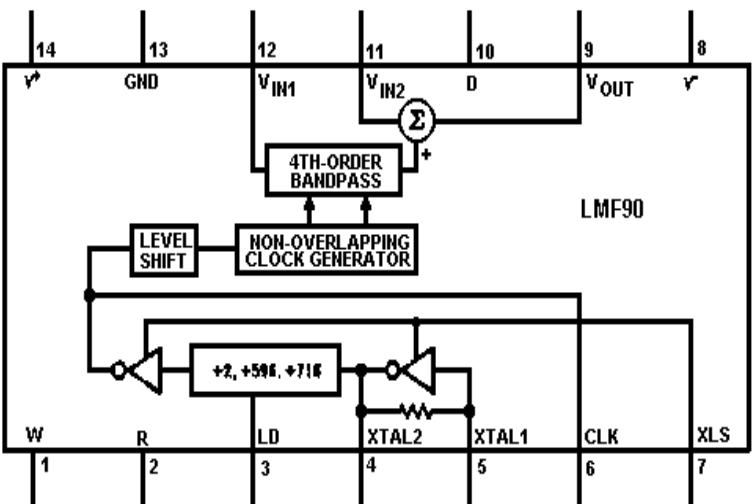 14 13 12 11 10 9 8
V+ GND VIN1 VIN2 D VOUT V-
Σ
+
4TH-ORDER
BANDPASS
LMF90
LEVEL
SHIFT
NON-OVERLAPPING
CLOCK GENERATOR
÷2, ÷596, ÷716
W R LD XTAL2 XTAL1 CLK XLS
1 2 3 4 5 6 7